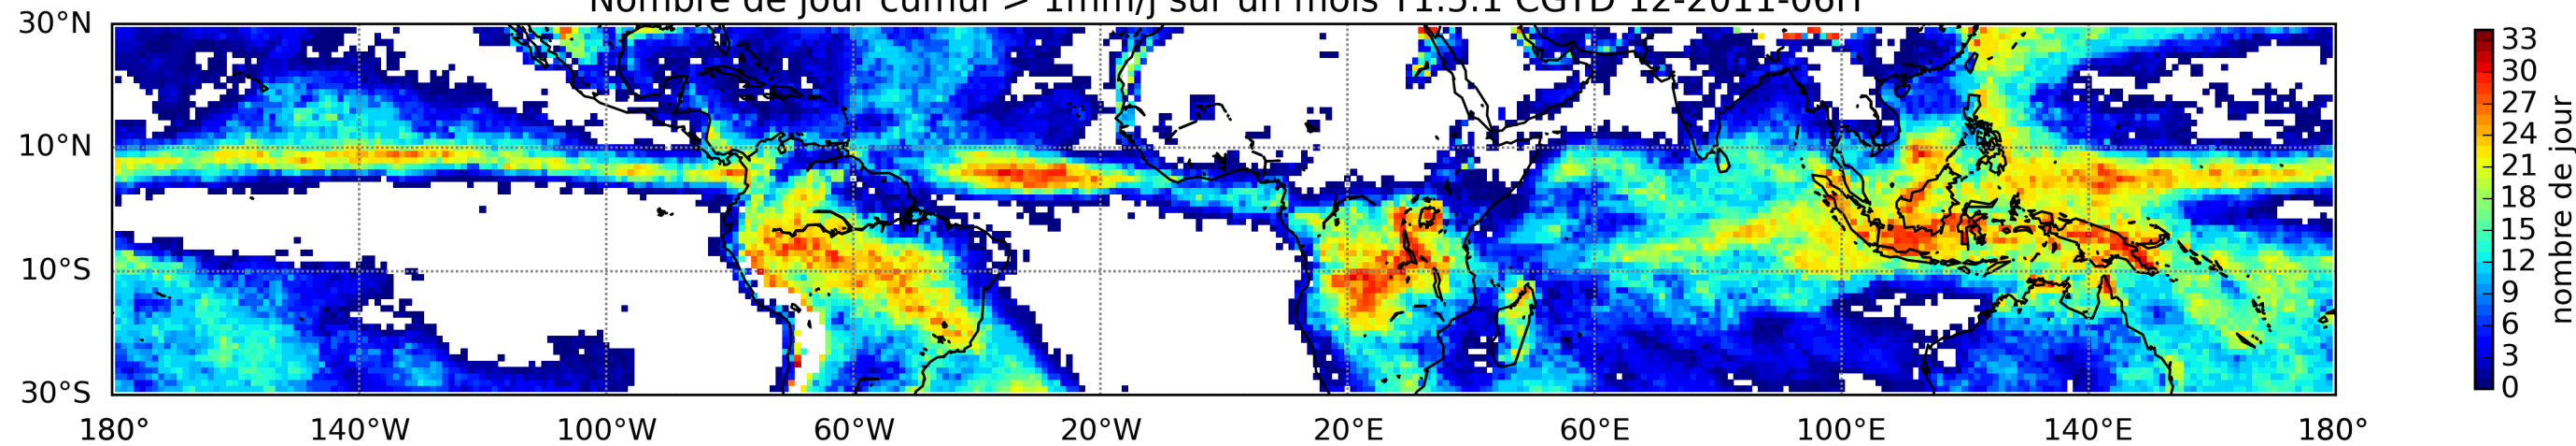 Nombre de jour cumul > 1mm/j sur un mois T1.5.1 CGTD 12-2011-06H
30°N
10°N
10°S
30°S
180° 140°W 100°W 60°W 20°W 20°E 60°E 100°E 140°E 180°
33
30
27
24
21
18
15
12
9
6
3
0
nombre de jour